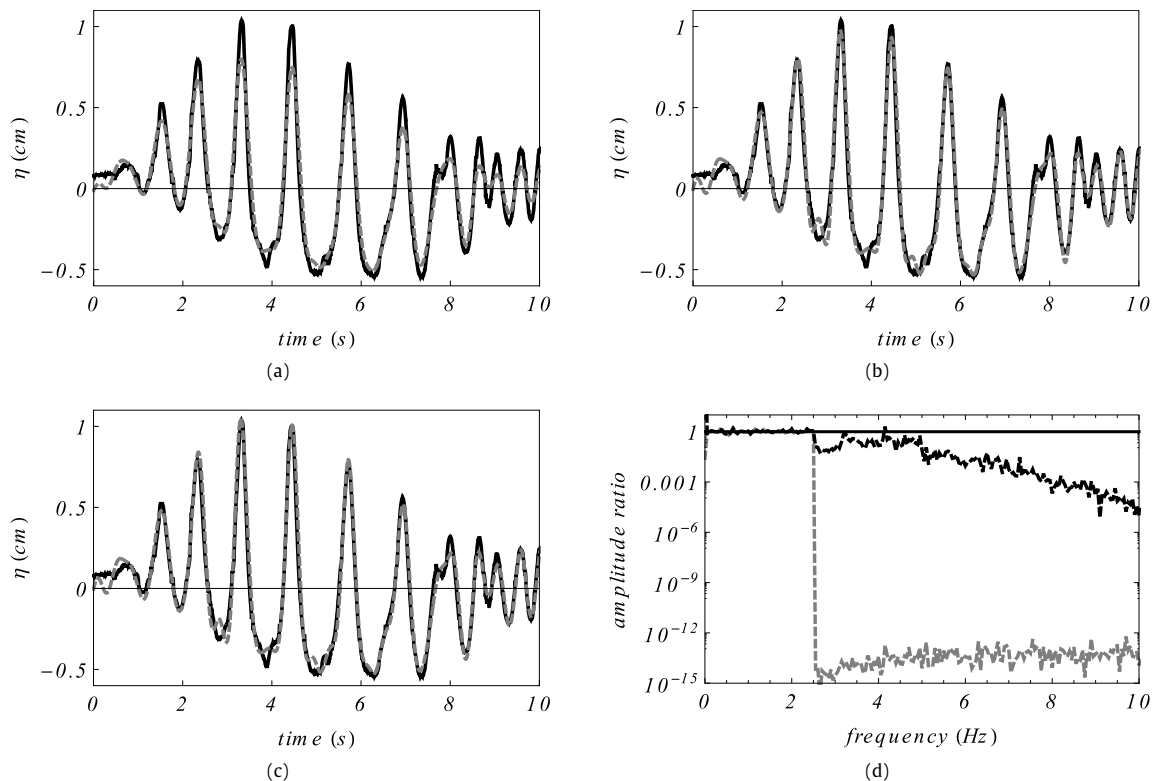 1
0.5
0
−0.5
η (cm)
0 2 4 6 8 10
time (s)
(a)
1
0.5
0
−0.5
η (cm)
0 2 4 6 8 10
time (s)
(b)
1
0.5
0
−0.5
η (cm)
0 2 4 6 8 10
time (s)
(c)
1
0.001
10^−6
10^−9
10^−12
10^−15
amplitude ratio
0 2 4 6 8 10
frequency (Hz)
(d)